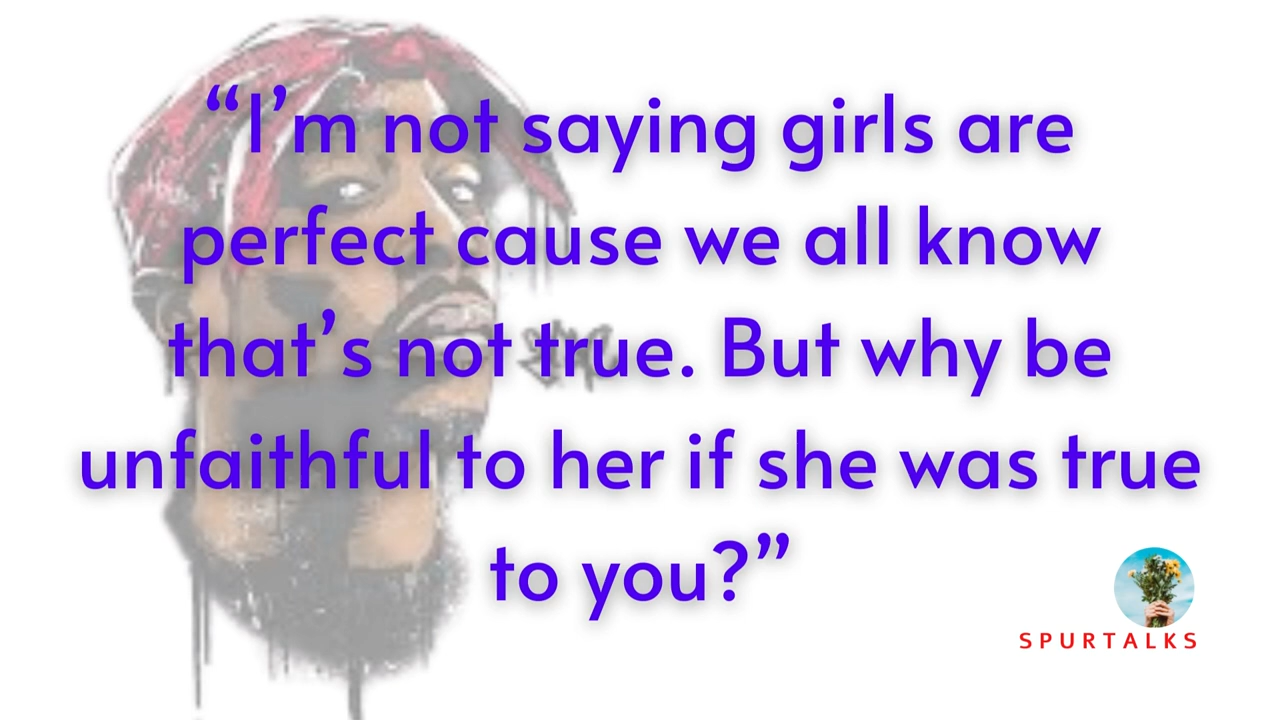 “I’m not saying girls are
perfect cause we all know
that’s not true. But why be
unfaithful to her if she was true
to you?”
SPURTALKS